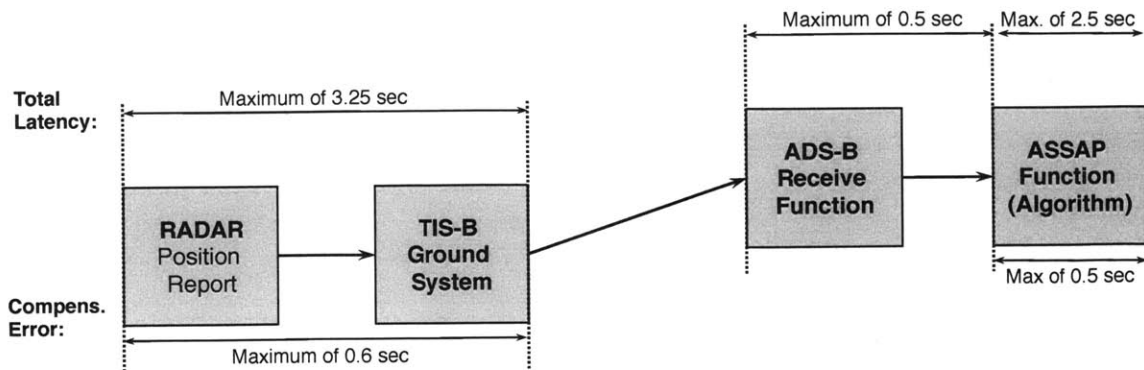 Maximum of 0.5 sec
Max. of 2.5 sec
Total
Latency:
Maximum of 3.25 sec
RADAR
Position
Report
TIS-B
Ground
System
ADS-B
Receive
Function
ASSAP
Function
(Algorithm)
Max of 0.5 sec
Compens.
Error:
Maximum of 0.6 sec